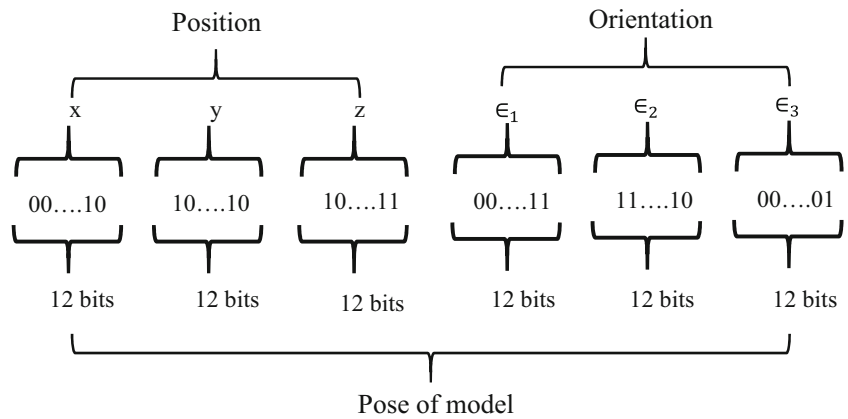 Position Orientation
x y z ∈1 ∈2 ∈3
00....10 10....10 10....11 00....11 11....10 00....01
12 bits 12 bits 12 bits 12 bits 12 bits 12 bits
Pose of model